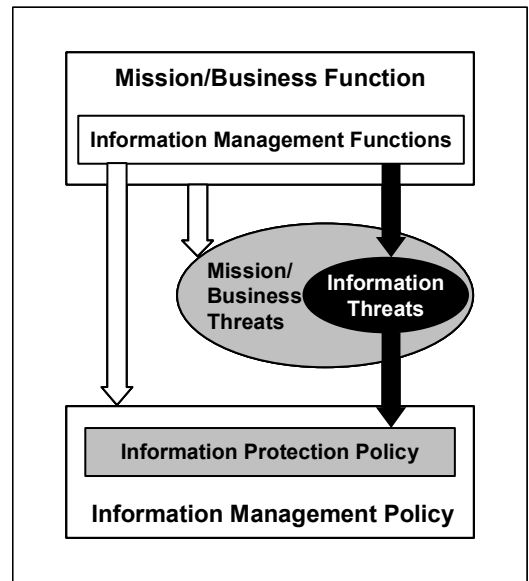 Mission/Business Function
Information Management Functions
Mission/
Business
Threats
Information
Threats
Information Protection Policy
Information Management Policy